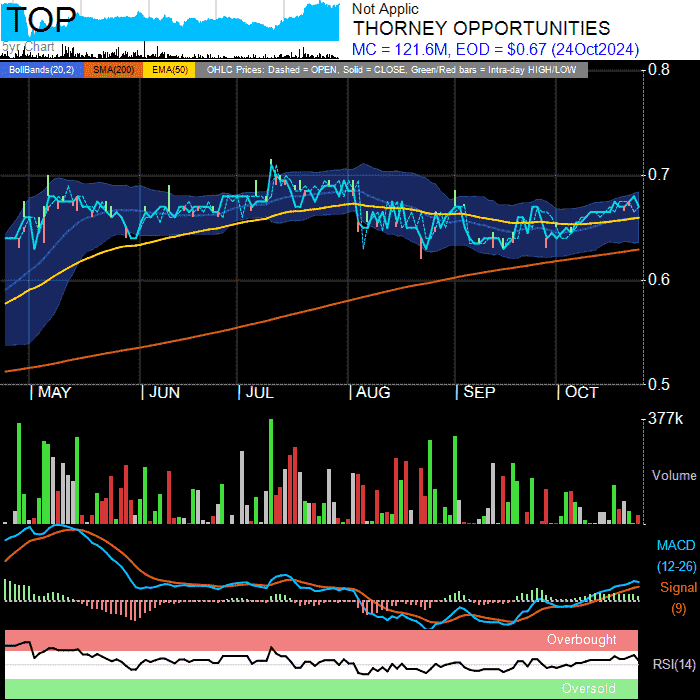 TOP
5yr Chart
Not Applic
THORNEY OPPORTUNITIES
MC = 121.6M, EOD = $0.67 (24Oct2024)
BollBands(20,2) SMA(200) EMA(50) OHLC Prices: Dashed = OPEN, Solid = CLOSE, Green/Red bars = Intra-day HIGH/LOW
0.8
0.7
0.6
0.5
MAY JUN JUL AUG SEP OCT
377k
Volume
MACD
(12-26)
Signal
(9)
Overbought
RSI(14)
Oversold